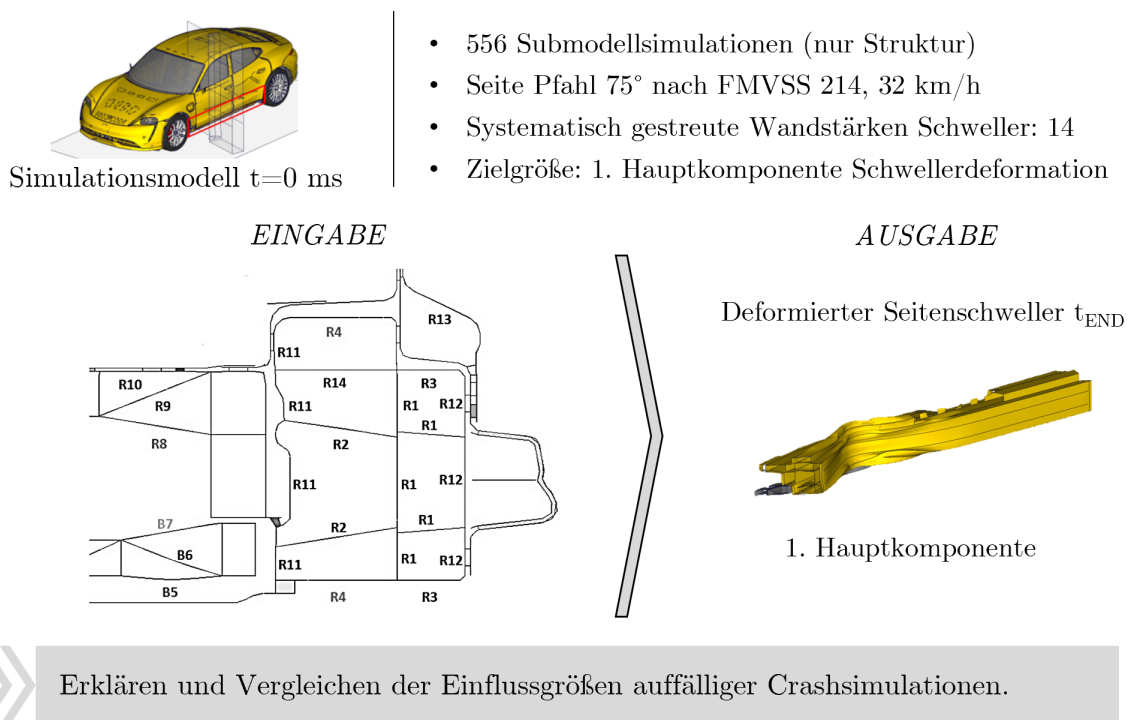 • 556 Submodellsimulationen (nur Struktur)
• Seite Pfahl 75° nach FMVSS 214, 32 km/h
• Systematisch gestreute Wandstärken Schweller: 14
• Zielgröße: 1. Hauptkomponente Schwellerdeformation
Simulationsmodell t=0 ms
EINGABE
AUSGABE
R13
R4
R11
R10
R14
R3
R9
R11
R1
R12
R1
R8
R2
R11
R1
R12
B7
R2
R1
B6
R11
R1
R12
B5
R4
R3
Deformierter Seitenschweller tEND
1. Hauptkomponente
Erklären und Vergleichen der Einflussgrößen auffälliger Crashsimulationen.